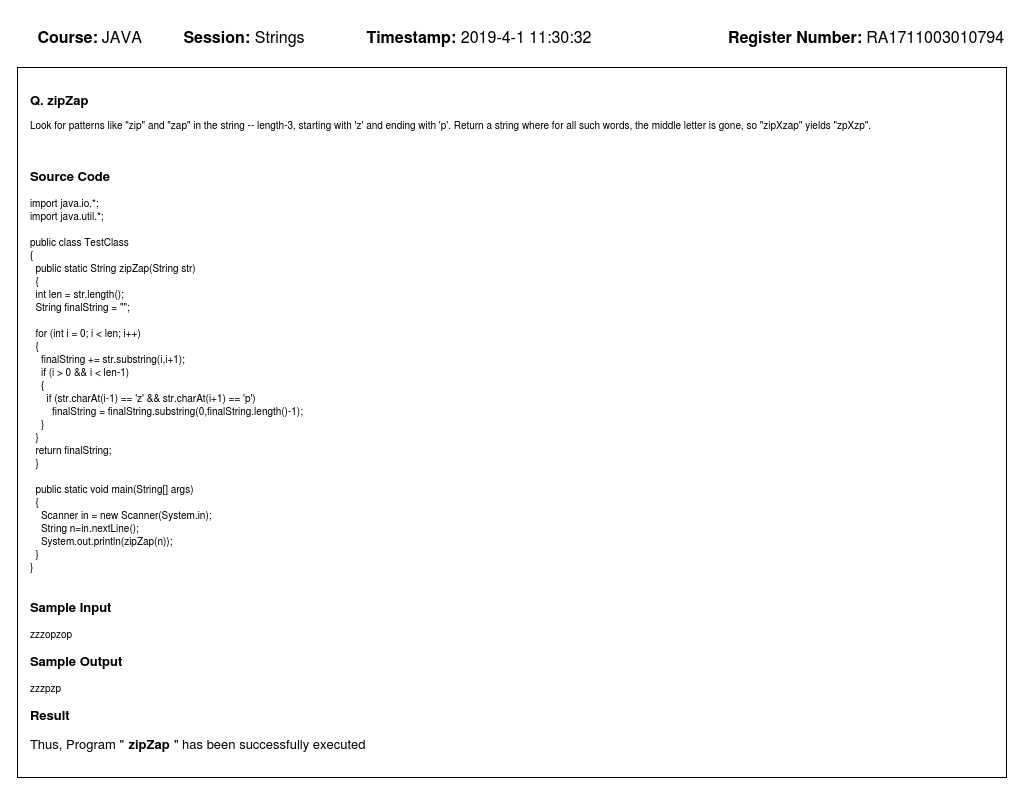 Course: JAVA Session: Strings Timestamp: 2019-4-1 11:30:32 Register Number: RA1711003010794
Q. zipZap
Look for patterns like "zip" and "zap" in the string -- length-3, starting with 'z' and ending with 'p'. Return a string where for all such words, the middle letter is gone, so "zipXzap" yields "zpXzp".
Source Code
import java.io.*;
import java.util.*;
public class TestClass
{
public static String zipZap(String str)
{
int len = str.length();
String finalString = "";
for (int i = 0; i < len; i++)
{
finalString += str.substring(i,i+1);
if (i > 0 && i < len-1)
{
if (str.charAt(i-1) == 'z' && str.charAt(i+1) == 'p')
finalString = finalString.substring(0,finalString.length()-1);
}
}
return finalString;
}
public static void main(String[] args)
{
Scanner in = new Scanner(System.in);
String n=in.nextLine();
System.out.println(zipZap(n));
}
}
Sample Input
zzzopzop
Sample Output
zzzpzp
Result
Thus, Program " zipZap " has been successfully executed